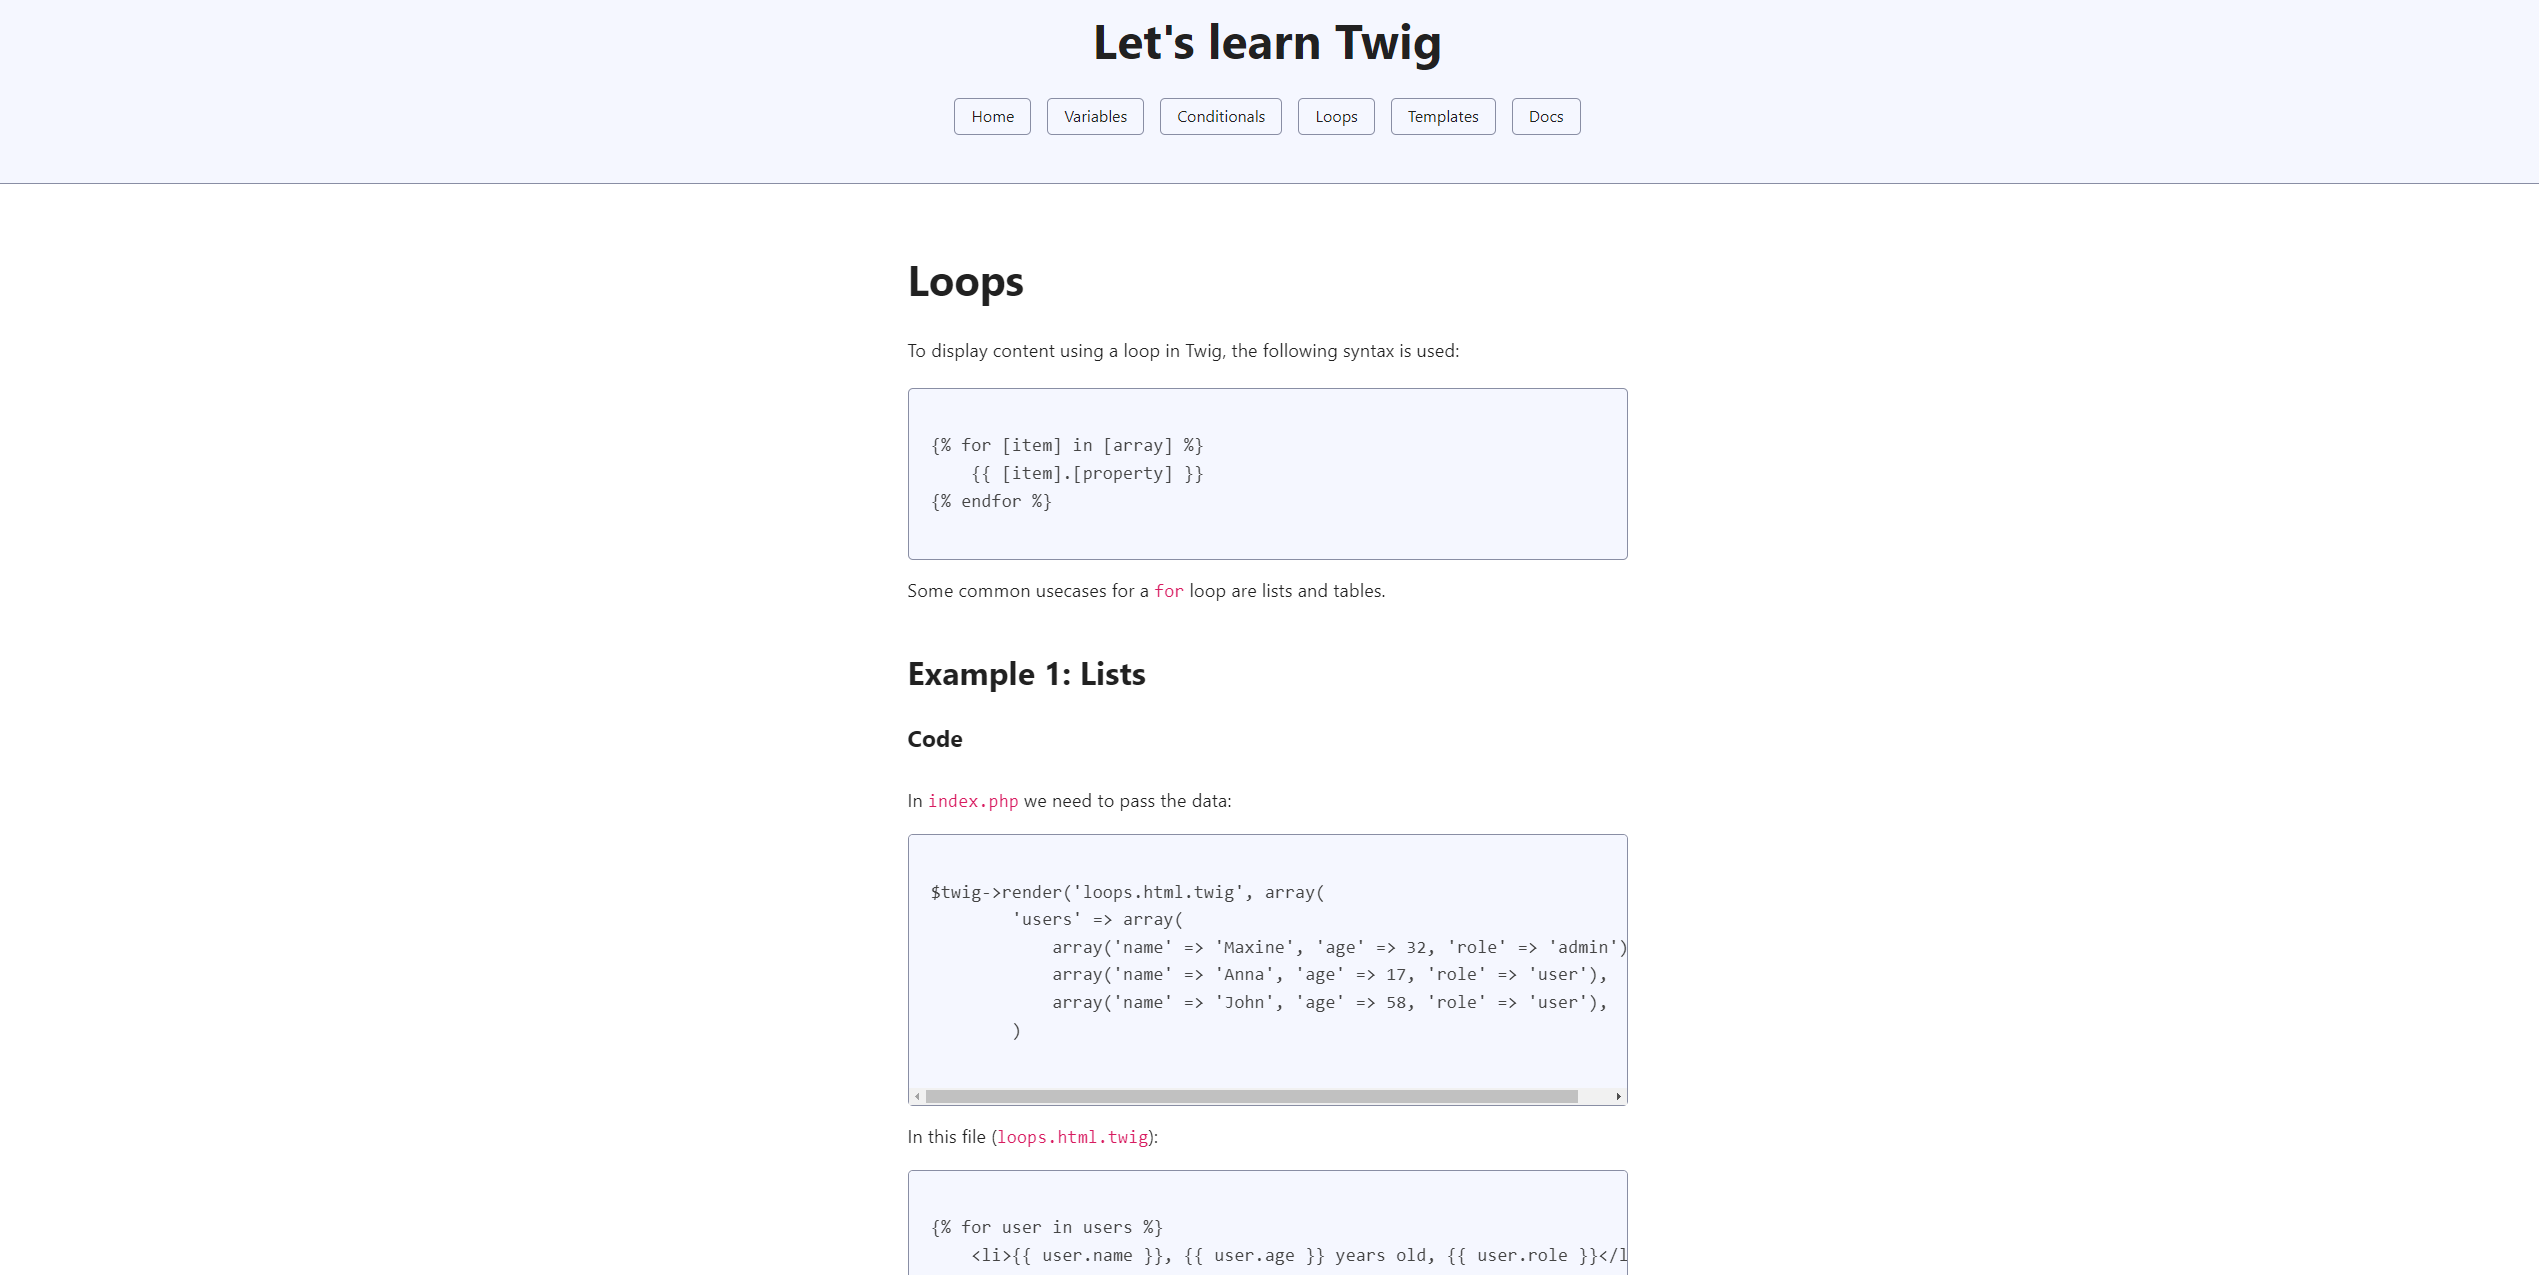 Let's learn Twig
Home Variables Conditionals Loops Templates Docs
Loops
To display content using a loop in Twig, the following syntax is used:
{% for [item] in [array] %}
    {{ [item].[property] }}
{% endfor %}
Some common usecases for a for loop are lists and tables.
Example 1: Lists
Code
In index.php we need to pass the data:
$twig->render('loops.html.twig', array(
        'users' => array(
            array('name' => 'Maxine', 'age' => 32, 'role' => 'admin')
            array('name' => 'Anna', 'age' => 17, 'role' => 'user'),
            array('name' => 'John', 'age' => 58, 'role' => 'user'),
        )
In this file (loops.html.twig):
{% for user in users %}
    <li>{{ user.name }}, {{ user.age }} years old, {{ user.role }}</l